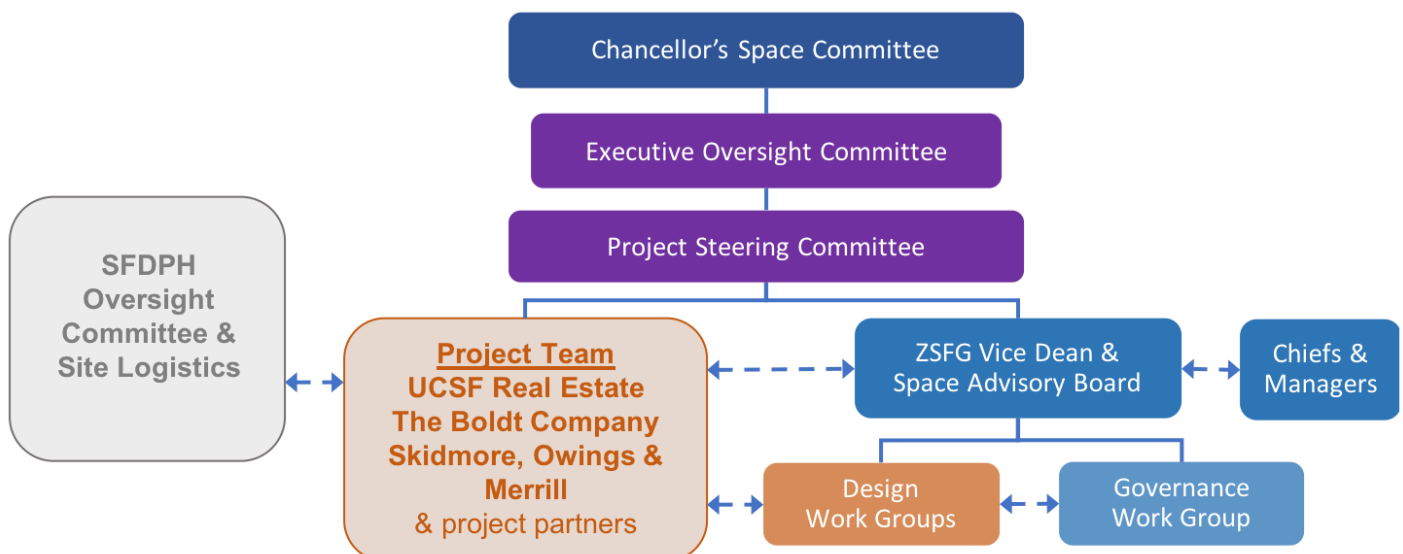 Chancellor’s Space Committee
Executive Oversight Committee
Project Steering Committee
SFDPH
Oversight
Committee &
Site Logistics
Project Team
UCSF Real Estate
The Boldt Company
Skidmore, Owings &
Merrill
& project partners
ZSFG Vice Dean &
Space Advisory Board
Chiefs &
Managers
Design
Work Groups
Governance
Work Group